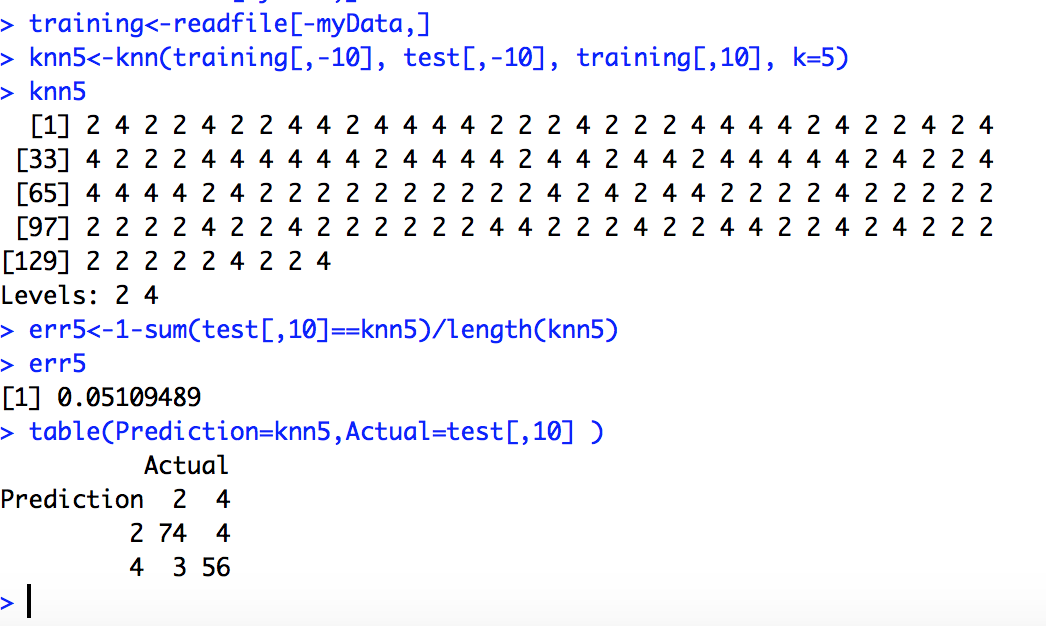 > training<-readfile[-myData,]
> knn5<-knn(training[,-10], test[,-10], training[,10], k=5)
> knn5
[1] 2 4 2 2 4 2 2 4 4 2 4 4 4 4 2 2 2 4 2 2 2 4 4 4 4 2 4 2 2 4 2 4
[33] 4 2 2 2 4 4 4 4 4 4 2 4 4 4 4 2 4 4 2 4 4 2 4 4 4 4 4 2 4 2 2 4
[65] 4 4 4 4 2 4 2 2 2 2 2 2 2 2 2 2 4 2 4 2 4 4 2 2 2 2 4 2 2 2 2 2
[97] 2 2 2 2 4 2 2 4 2 2 2 2 2 2 4 4 2 2 2 4 2 2 4 4 2 2 4 2 4 2 2 2
[129] 2 2 2 2 2 4 2 2 4
Levels: 2 4
> err5<-1-sum(test[,10]==knn5)/length(knn5)
> err5
[1] 0.05109489
> table(Prediction=knn5,Actual=test[,10] )
Actual
Prediction 2 4
2 74 4
4 3 56
>